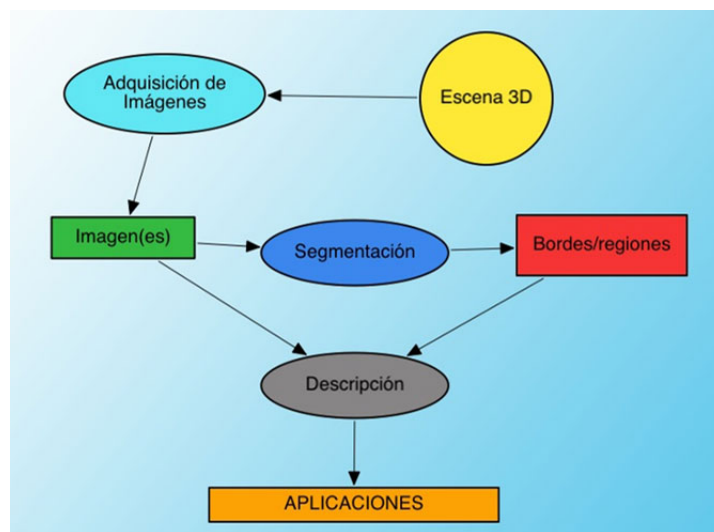 Adquisición de
Imágenes
Escena 3D
Imagen(es)
Segmentación
Bordes/regiones
Descripción
APLICACIONES